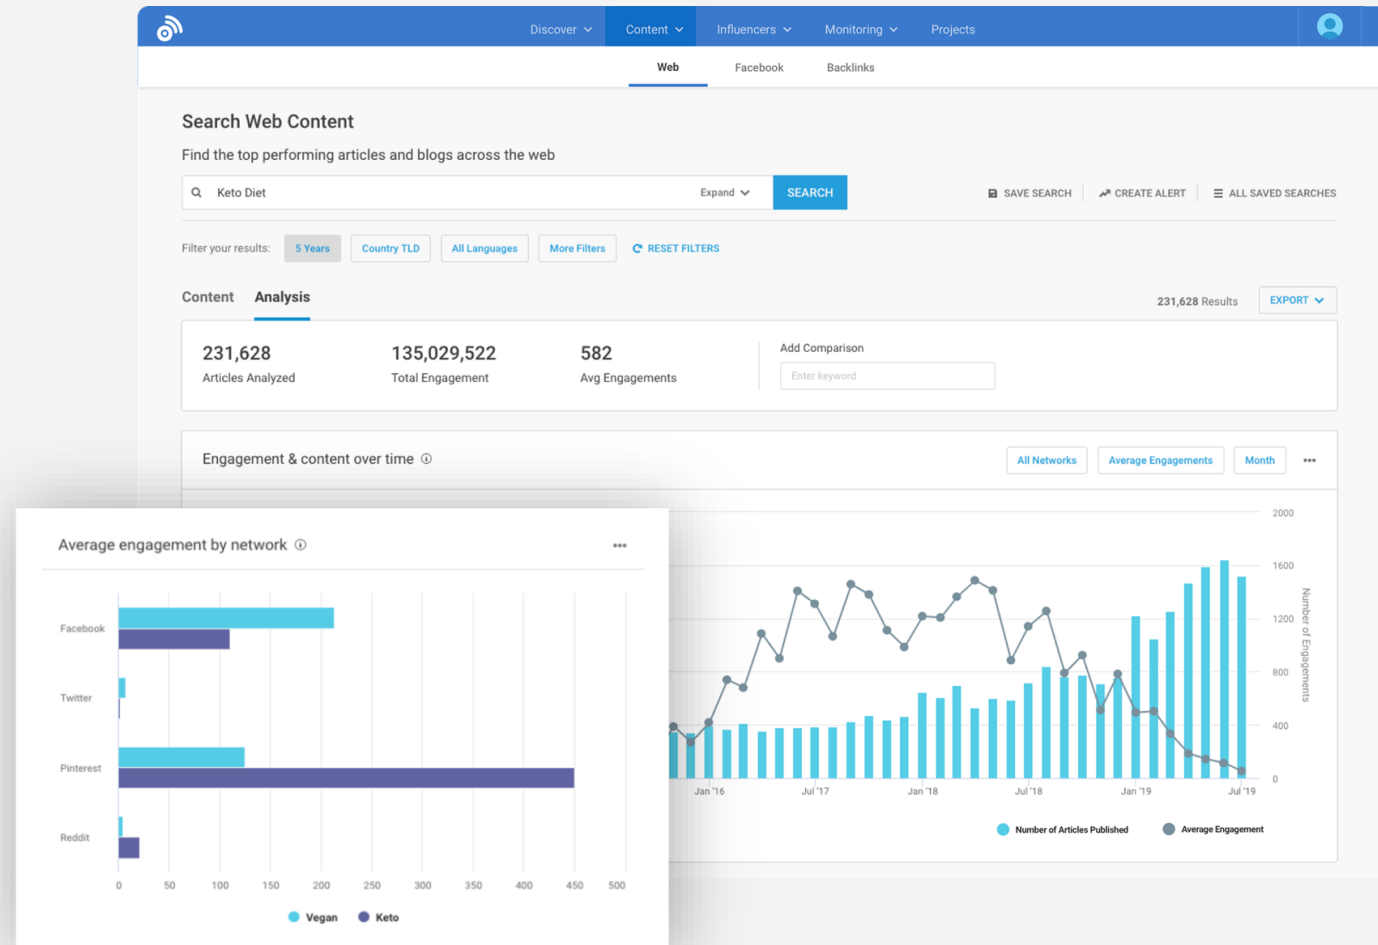 Discover Content Influencers Monitoring Projects
Web Facebook Backlinks
Search Web Content
Find the top performing articles and blogs across the web
Keto Diet Expand SEARCH SAVE SEARCH CREATE ALERT ALL SAVED SEARCHES
Filter your results: 5 Years Country TLD All Languages More Filters RESET FILTERS
Content Analysis 231,628 Results EXPORT
231,628 135,029,522 582 Add Comparison
Articles Analyzed Total Engagement Avg Engagements Enter keyword
Engagement & content over time All Networks Average Engagements Month
2000
1600
1200
800
400
0
Number of Engagements
Jan '16 Jul '17 Jan '18 Jul '18 Jan '19 Jul '19
Number of Articles Published Average Engagement
Average engagement by network
Facebook
Twitter
Pinterest
Reddit
0 50 100 150 200 250 300 350 400 450 500
Vegan Keto